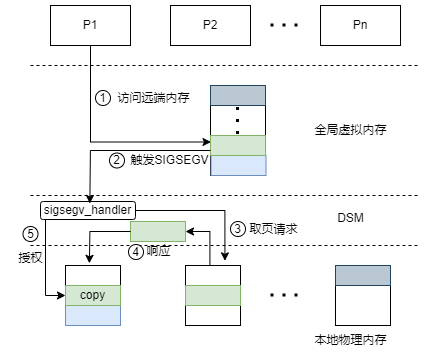 P1
P2
Pn
① 访问远端内存
全局虚拟内存
② 触发SIGSEGV
sigsegv_handler
DSM
③ 取页请求
⑤
授权
④ 响应
copy
本地物理内存